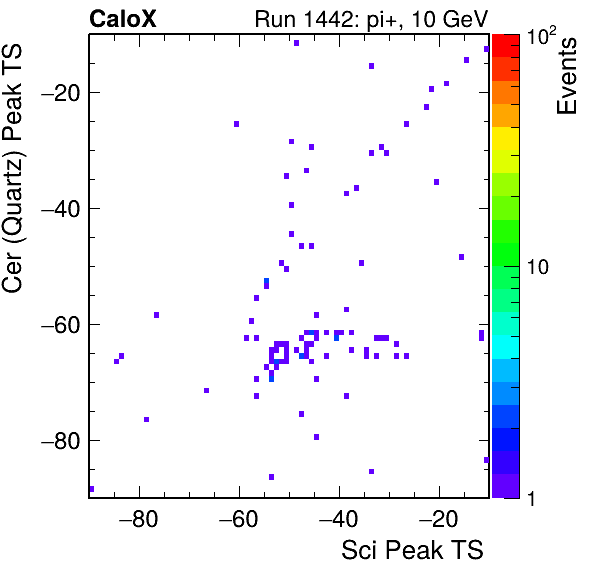 CaloX Run 1442: pi+, 10 GeV
Cer (Quartz) Peak TS
−20
−40
−60
−80
−80 −60 −40 −20
Sci Peak TS
10²
10
1
Events